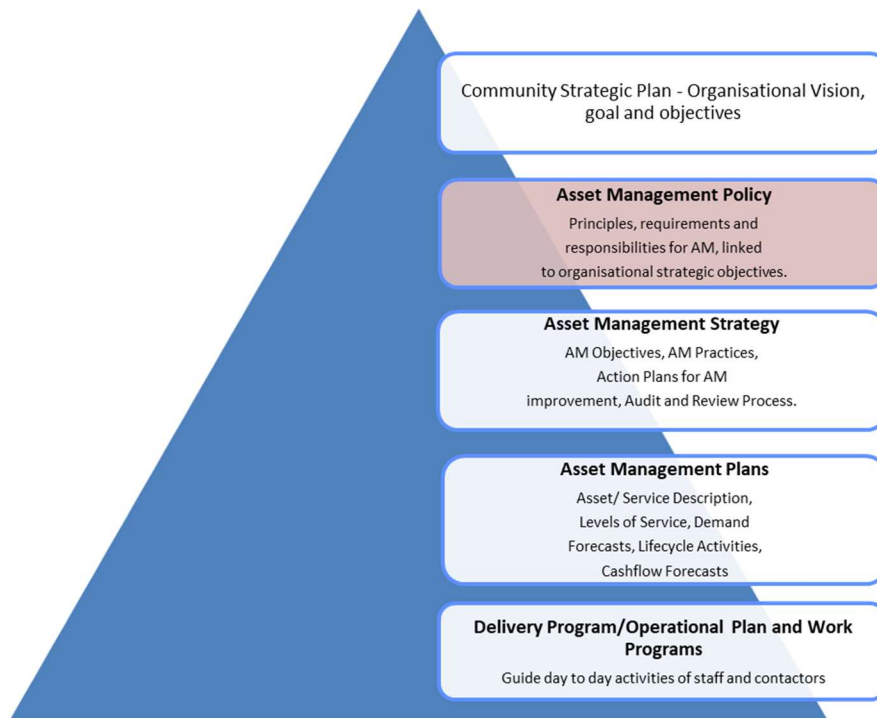 Community Strategic Plan - Organisational Vision,
goal and objectives
Asset Management Policy
Principles, requirements and
responsibilities for AM, linked
to organisational strategic objectives.
Asset Management Strategy
AM Objectives, AM Practices,
Action Plans for AM
improvement, Audit and Review Process.
Asset Management Plans
Asset/ Service Description,
Levels of Service, Demand
Forecasts, Lifecycle Activities,
Cashflow Forecasts
Delivery Program/Operational Plan and Work
Programs
Guide day to day activities of staff and contactors